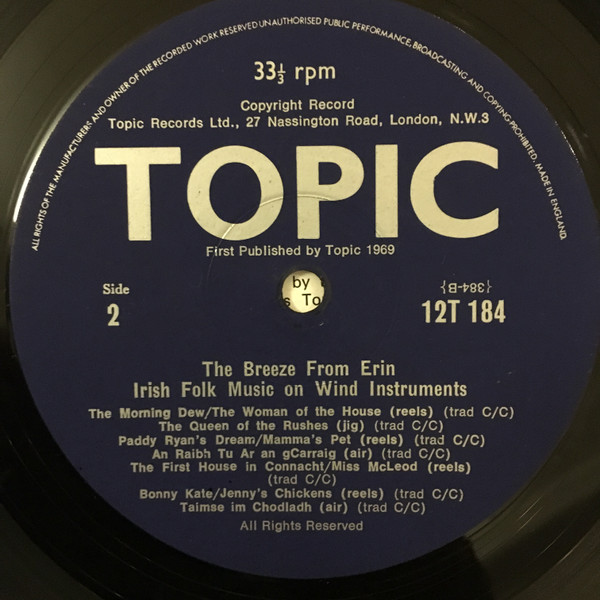 ALL RIGHTS OF THE MANUFACTURERS AND OWNER OF THE RECORDED WORK RESERVED UNAUTHORISED PUBLIC PERFORMANCE, BROADCASTING AND COPYING PROHIBITED. MADE IN ENGLAND.
33⅓ rpm
Copyright Record
Topic Records Ltd., 27 Nassington Road, London, N.W.3
TOPIC
First Published by Topic 1969
by
s To
Side
2
{384-B}
12T 184
The Breeze From Erin
Irish Folk Music on Wind Instruments
The Morning Dew/The Woman of the House (reels) (trad C/C)
The Queen of the Rushes (jig) (trad C/C)
Paddy Ryan's Dream/Mamma's Pet (reels) (trad C/C)
An Raibh Tu Ar an gCarraig (air) (trad C/C)
The First House in Connacht/Miss McLeod (reels)
(trad C/C)
Bonny Kate/Jenny's Chickens (reels) (trad C/C)
Taimse im Chodladh (air) (trad C/C)
All Rights Reserved